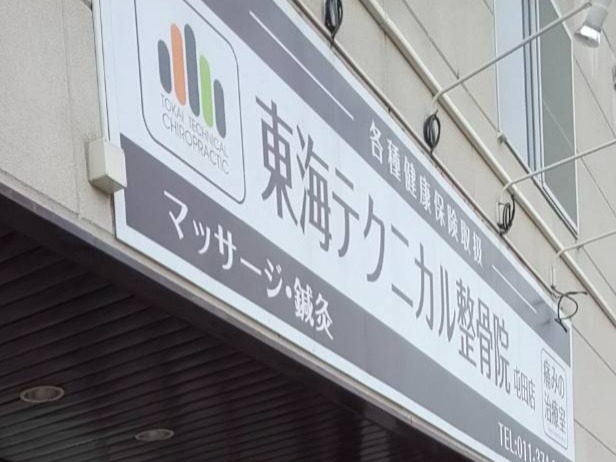 TOKAI TECHNICAL
CHIROPRACTIC
各種健康保険取扱
東海テクニカル整骨院 屯田店
マッサージ・鍼灸
痛みの
治療室
TEL:011-374